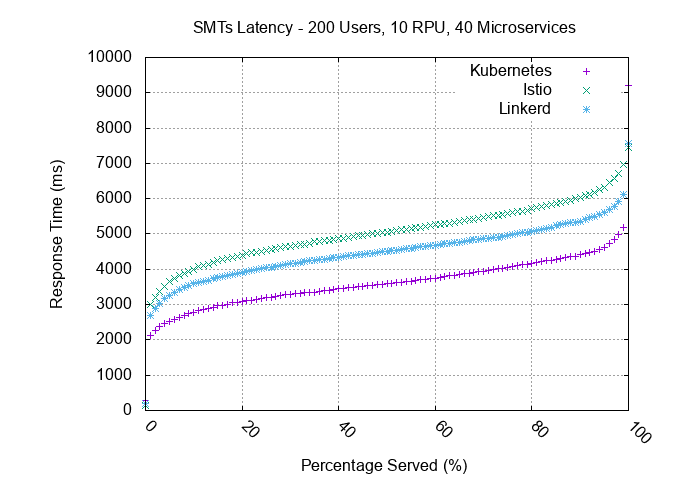 SMTs Latency - 200 Users, 10 RPU, 40 Microservices
10000
9000
8000
7000
6000
5000
4000
3000
2000
1000
0
Response Time (ms)
Kubernetes
Istio
Linkerd
0 20 40 60 80 100
Percentage Served (%)